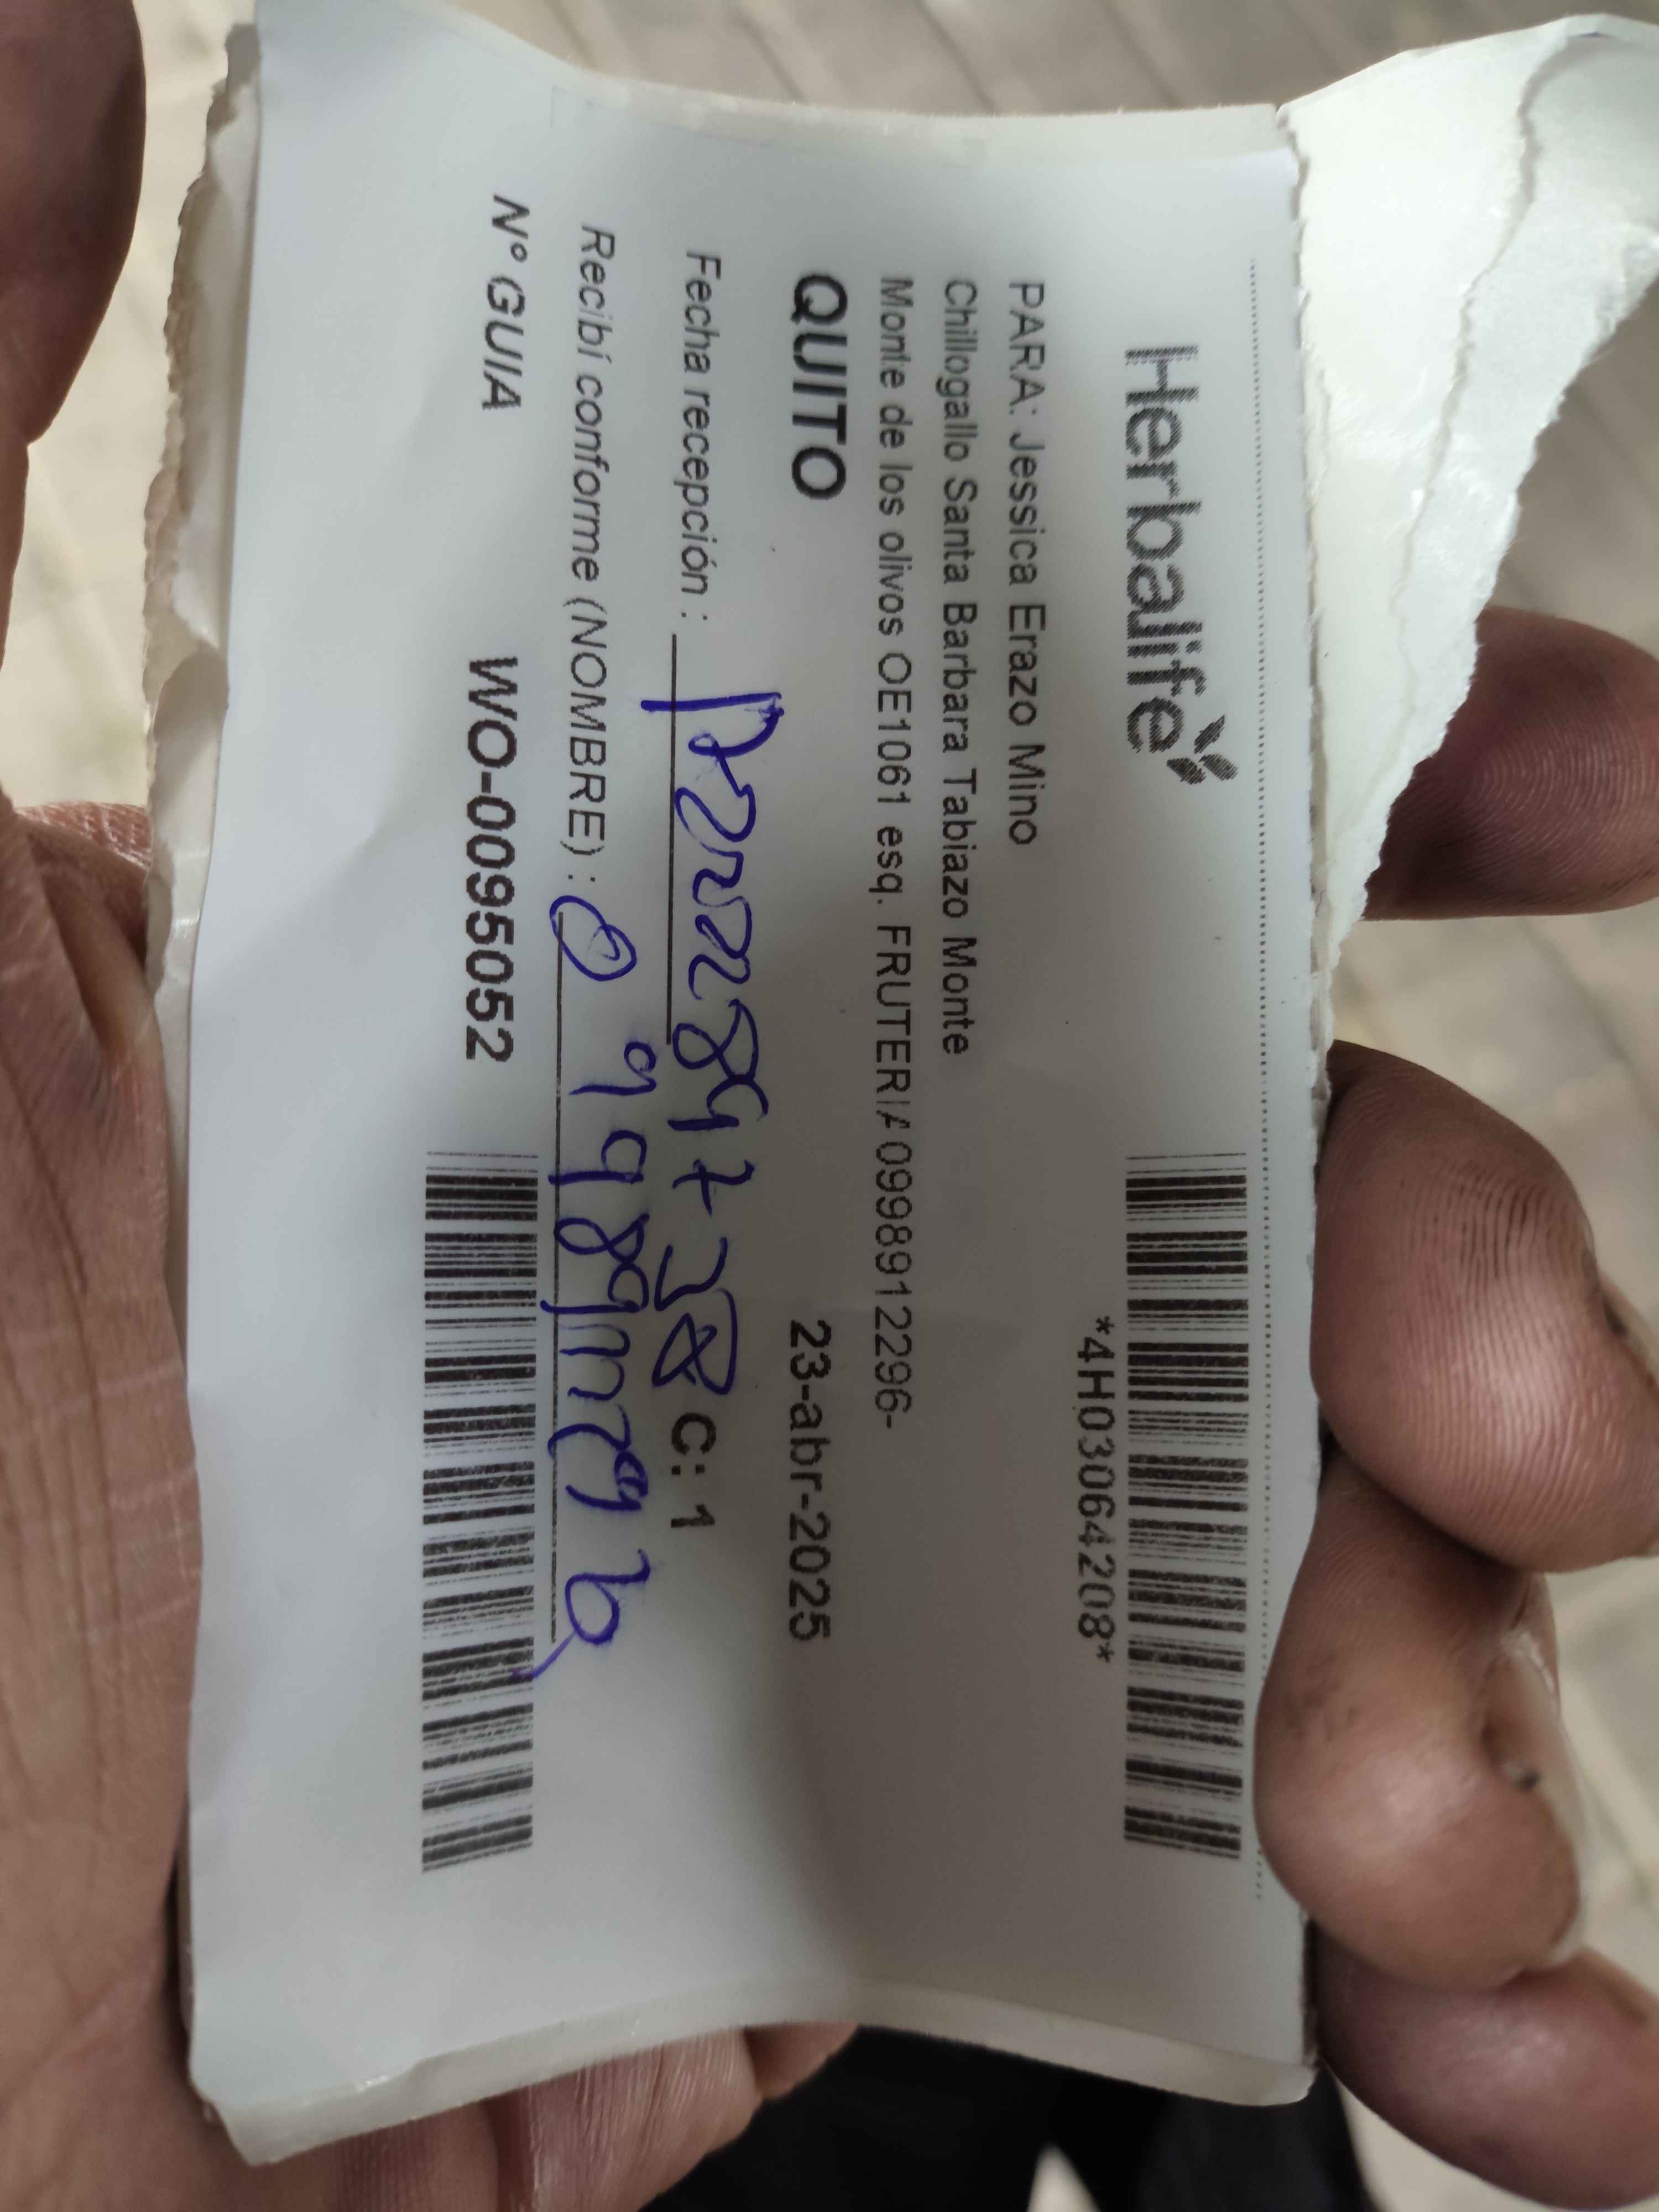 Herbalife
*4H03064208*
PARA: Jessica Erazo Mino
Chillogallo Santa Barbara Tabiazo Monte
Monte de los olivos OE1061 esq. FRUTERIA 0998912296-
QUITO 23-abr-2025
Fecha recepción :
C: 1
Recibí conforme (NOMBRE) :
Nº GUIA WO-0095052